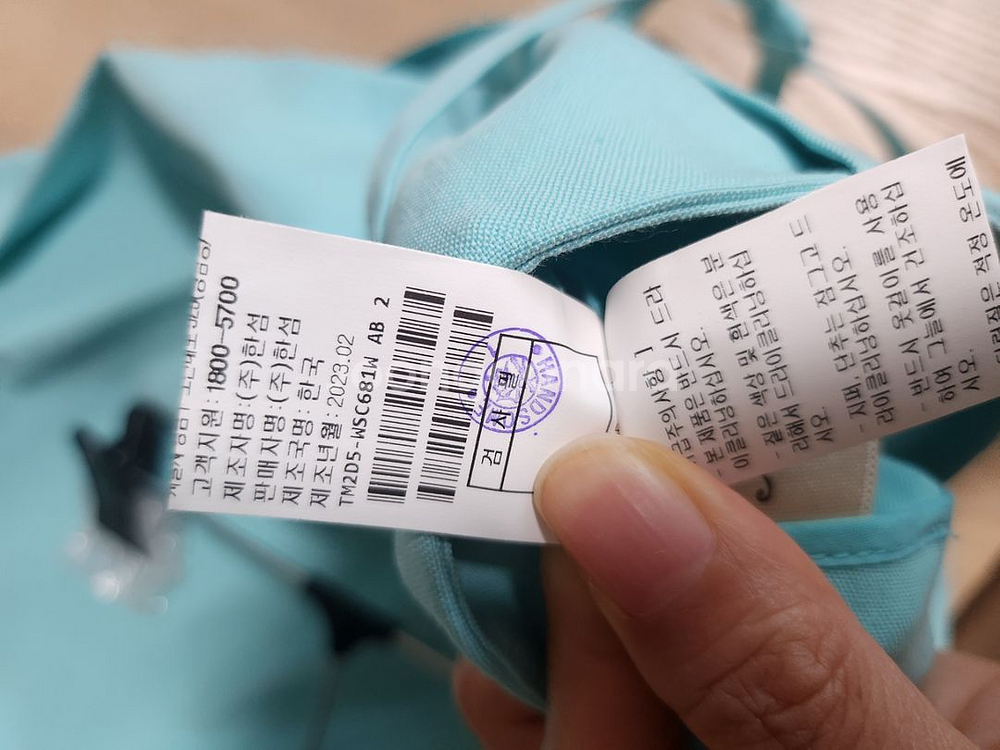 고객지원 :1800-5700
제조자명:(주)한섬
판매자명:(주)한섬
제조국명:한국
제조년월:2023.02
TM2D5-WSC681W AB 2
검 사 필
HANDS
급주의사항 ]
본 제품은 반드시 드라
이클리닝하십시오.
- 짙은 색상 및 흰색은 분
리해서 드라이클리닝하십
시오.
- 지퍼, 단추는 잠그고 드
라이클리닝하십시오.
- 반드시 옷걸이를 사용
하여 그늘에서 건조하십
시오.
적정 온도에